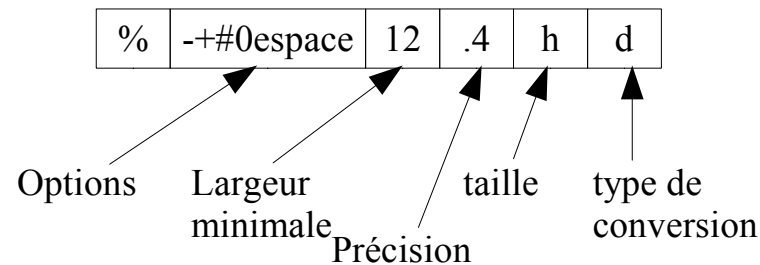 % -+#0espace 12 .4 h d
Options Largeur minimale taille type de conversion
Précision